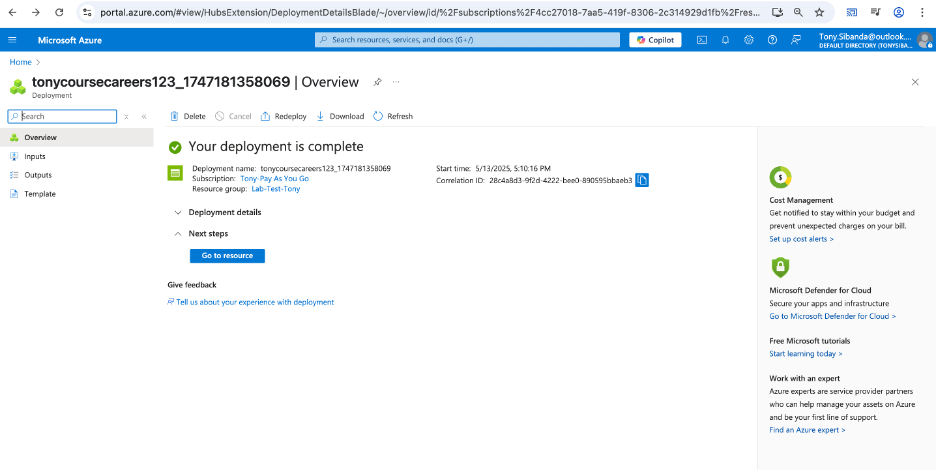 portal.azure.com/#view/HubsExtension/DeploymentDetailsBlade/~/overview/id/%2Fsubscriptions%2F4cc27018-7aa5-419f-8306-2c314929d1fb%2Fres...
Microsoft Azure
Search resources, services, and docs (G+/)
Copilot
Tony.Sibanda@outlook....
DEFAULT DIRECTORY (TONYSIBA...
Home >
tonycoursecareers123_1747181358069 | Overview
Deployment
Search
Overview
Inputs
Outputs
Template
Delete
Cancel
Redeploy
Download
Refresh
Your deployment is complete
Deployment name: tonycoursecareers123_1747181358069
Subscription: Tony-Pay As You Go
Resource group: Lab-Test-Tony
Start time: 5/13/2025, 5:10:16 PM
Correlation ID: 28c4a8d3-9f2d-4222-bee0-890595bbaeb3
Deployment details
Next steps
Go to resource
Give feedback
Tell us about your experience with deployment
Cost Management
Get notified to stay within your budget and
prevent unexpected charges on your bill.
Set up cost alerts >
Microsoft Defender for Cloud
Secure your apps and infrastructure
Go to Microsoft Defender for Cloud >
Free Microsoft tutorials
Start learning today >
Work with an expert
Azure experts are service provider partners
who can help manage your assets on Azure
and be your first line of support.
Find an Azure expert >